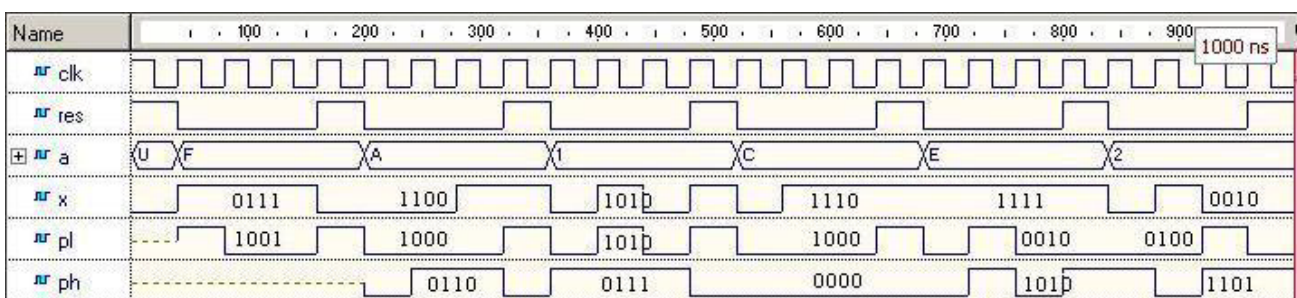 Name 100 200 300 400 500 600 700 800 900 1000 ns
clk
res
a U F A 1 C E 2
x 0111 1100 1010 1110 1111 0010
pl 1001 1000 1010 1000 0010 0100
ph 0110 0111 0000 1010 1101